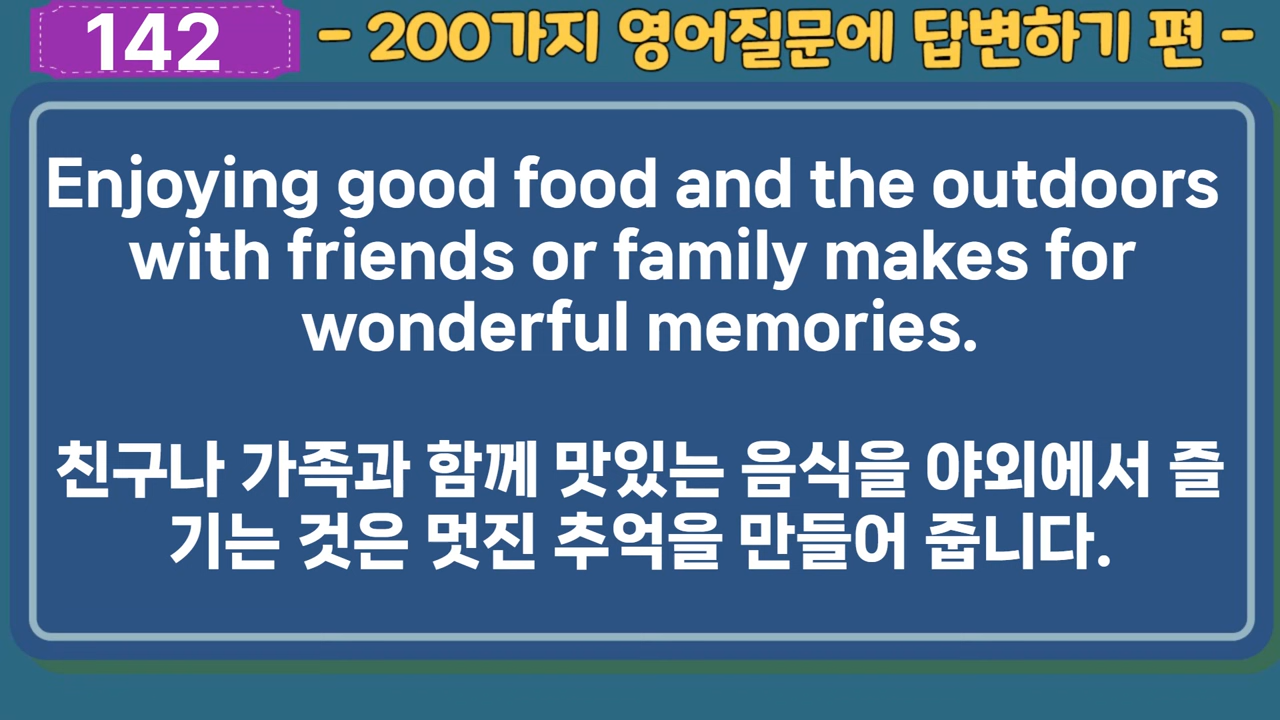 142
- 200가지 영어질문에 답변하기 편 -
Enjoying good food and the outdoors
with friends or family makes for
wonderful memories.
친구나 가족과 함께 맛있는 음식을 야외에서 즐
기는 것은 멋진 추억을 만들어 줍니다.